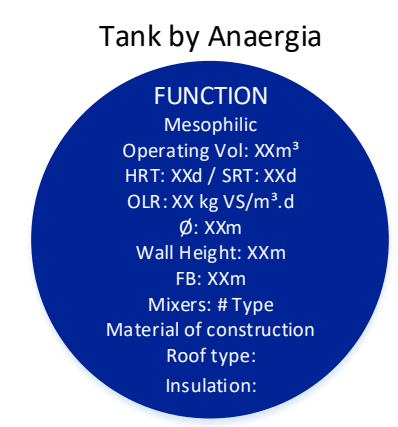 Tank by Anaergia
FUNCTION
Mesophilic
Operating Vol: XXm³
HRT: XXd / SRT: XXd
OLR: XX kg VS/m³.d
Ø: XXm
Wall Height: XXm
FB: XXm
Mixers: # Type
Material of construction
Roof type:
Insulation: